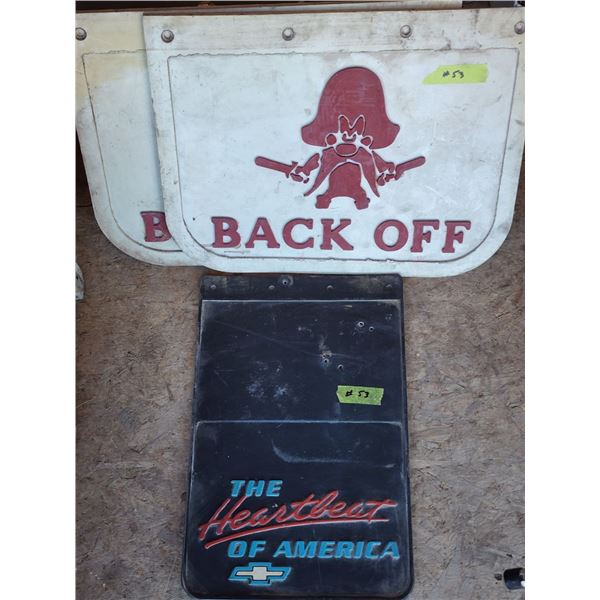 #53
B
BACK OFF
#53
THE
Heartbeat
OF AMERICA